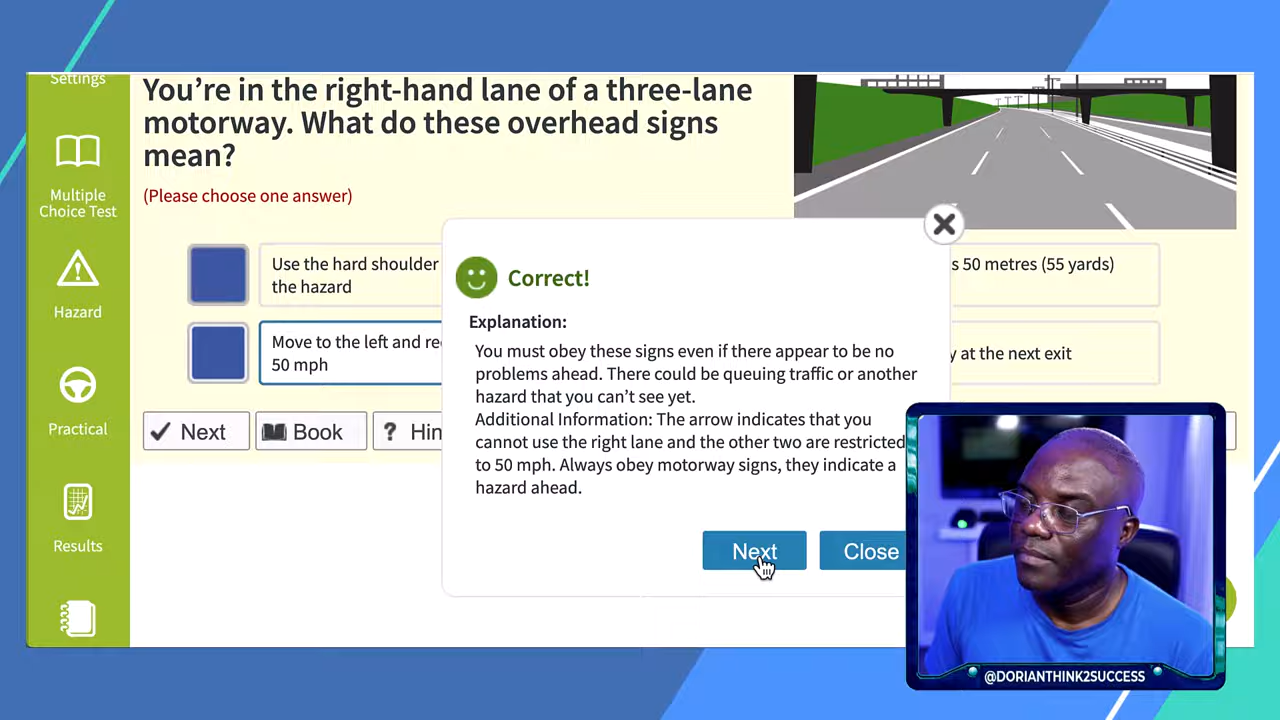 Settings
Multiple
Choice Test
Hazard
Practical
Results
You're in the right-hand lane of a three-lane
motorway. What do these overhead signs
mean?
(Please choose one answer)
Use the hard shoulder
the hazard
s 50 metres (55 yards)
Move to the left and re
50 mph
y at the next exit
Next
Book
? Hin
Correct!
Explanation:
You must obey these signs even if there appear to be no
problems ahead. There could be queuing traffic or another
hazard that you can't see yet.
Additional Information: The arrow indicates that you
cannot use the right lane and the other two are restricted
to 50 mph. Always obey motorway signs, they indicate a
hazard ahead.
Next
Close
@DORIANTHINK2SUCCESS